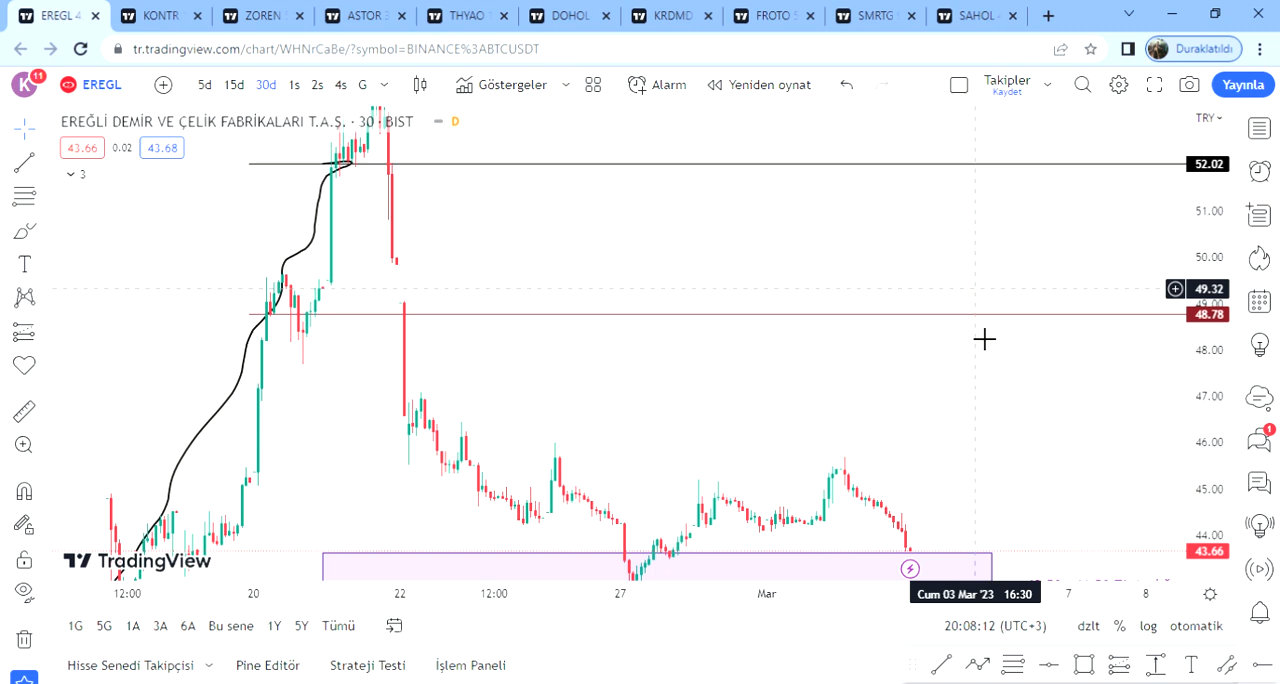 EREGL 4
KONTR
ZOREN
ASTOR 3
THYAO 1
DOHOL
KRDMD
FROTO 5
SMRTG
SAHOL
tr.tradingview.com/chart/WHNrCaBe/?symbol=BINANCE%3ABTCUSDT
Duraklatıldı
K 11
EREGL
5d 15d 30d 1s 2s 4s G
Göstergeler
Alarm
Yeniden oynat
Takipler
Kaydet
Yayınla
EREĞLİ DEMİR VE ÇELİK FABRİKALARI T.A.Ş. · 30 · BIST
D
TRY
43.66 0.02 43.68
3
52.02
51.00
50.00
49.32
49.00
48.78
48.00
47.00
46.00
45.00
44.00
43.66
1
TradingView
12:00 20 22 12:00 27 Mar
Cum 03 Mar '23 16:30
7 8
1G 5G 1A 3A 6A Bu sene 1Y 5Y Tümü
20:08:12 (UTC+3)
dzlt % log otomatik
Hisse Senedi Takipçisi Pine Editör Strateji Testi İşlem Paneli